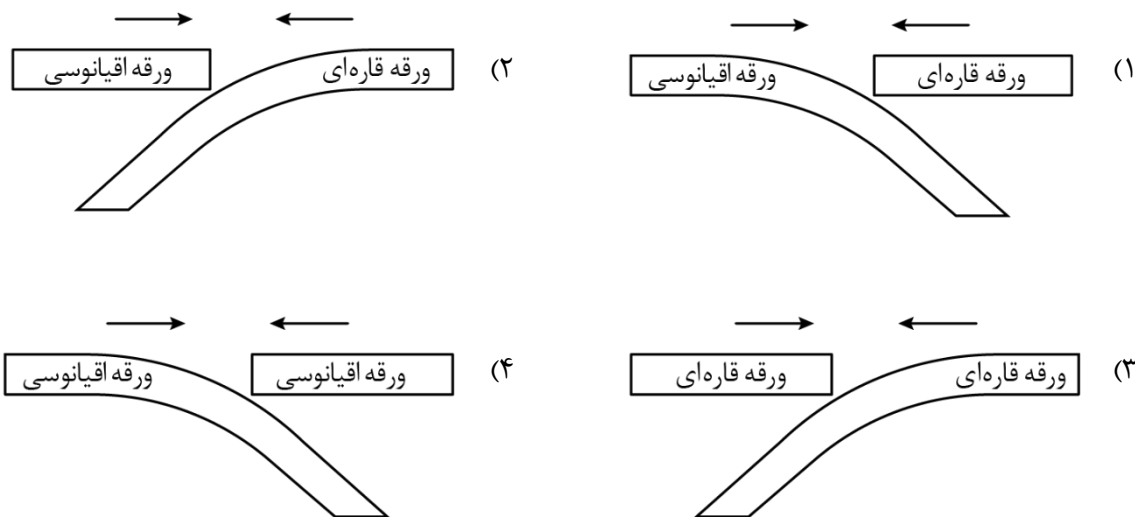 ۱) ورقه اقیانوسی ورقه قاره‌ای
۲) ورقه اقیانوسی ورقه قاره‌ای
۳) ورقه قاره‌ای ورقه قاره‌ای
۴) ورقه اقیانوسی ورقه اقیانوسی